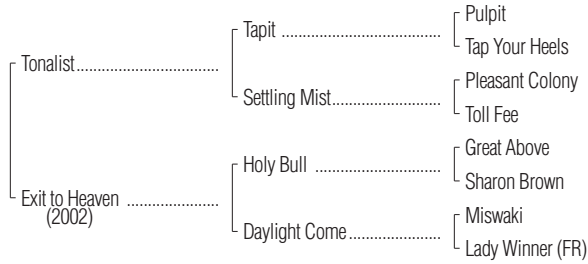 Pulpit
Tapit ..............................
Tap Your Heels
Tonalist...........................
Pleasant Colony
Settling Mist.....................
Toll Fee
Great Above
Holy Bull ........................
Sharon Brown
Exit to Heaven .................
(2002)
Miswaki
Daylight Come.................
Lady Winner (FR)